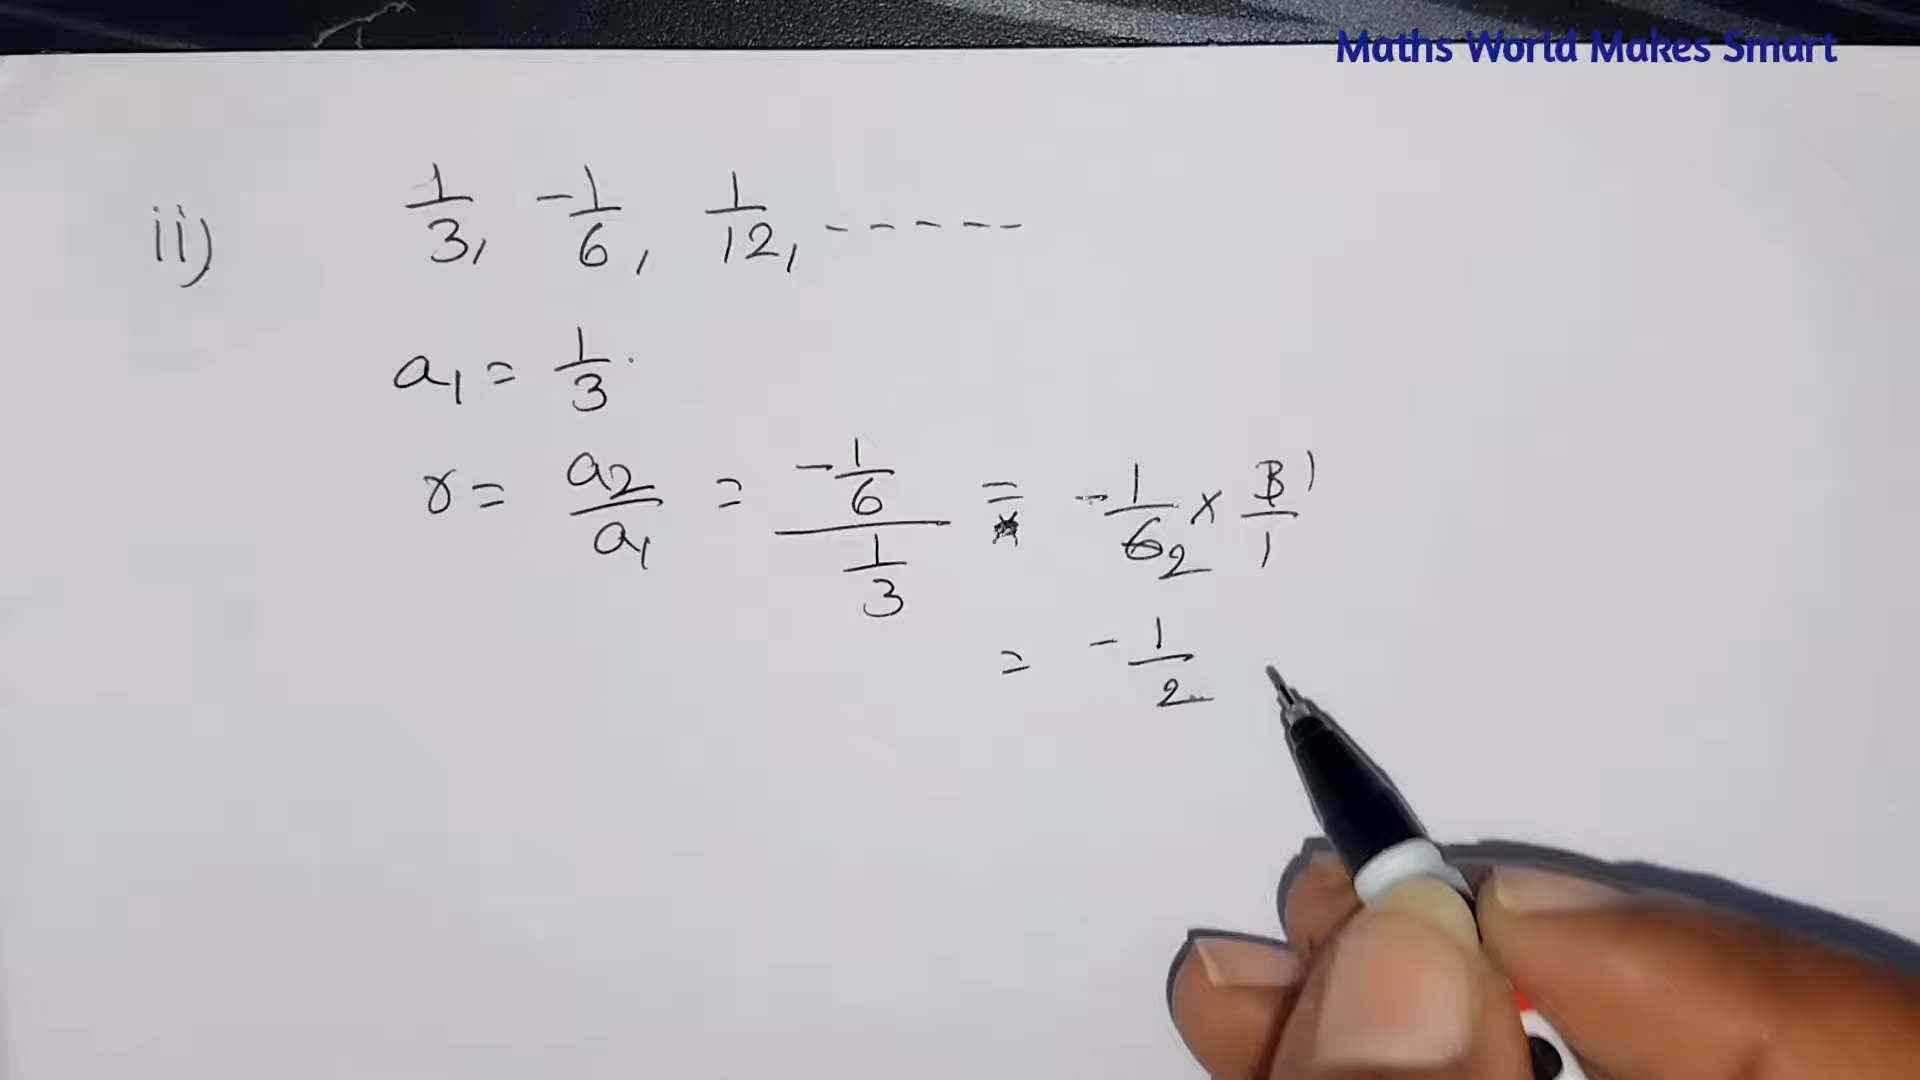 Maths World Makes Smart
ii) 1/3, -1/6, 1/12, -----
a₁ = 1/3
r = a₂/a₁ = (-1/6)/(1/3) = -1/6 2 × 3/1 1
= -1/2